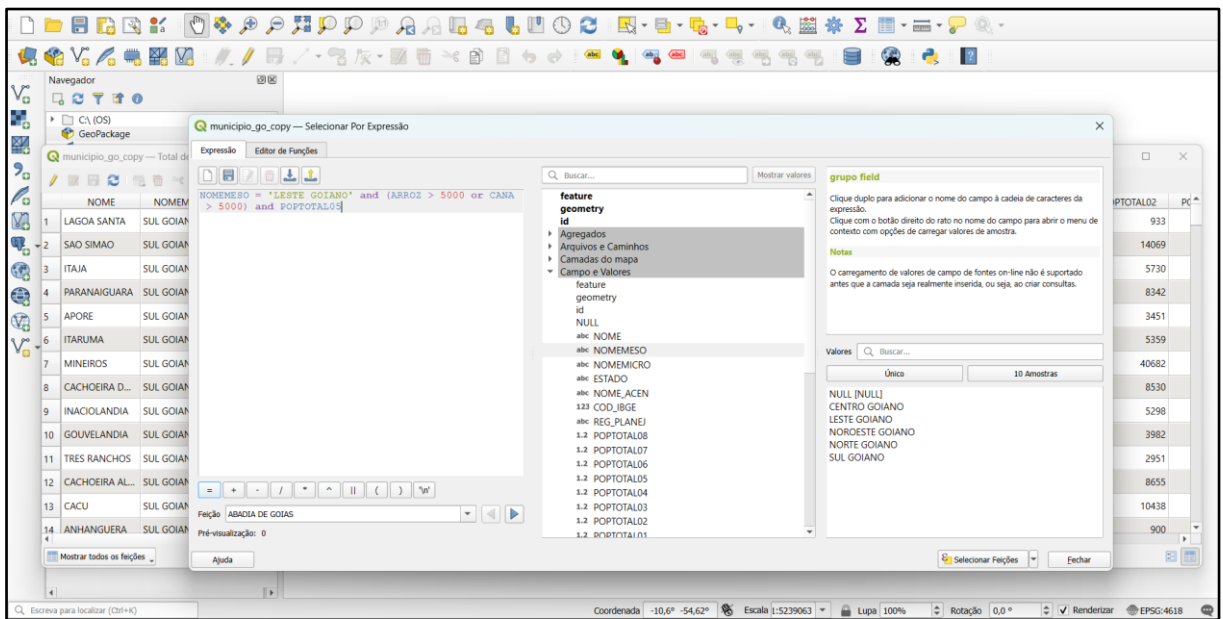 Navegador
C:\ (OS)
GeoPackage
municipio_go_copy — Total de
NOME NOMEM
1 LAGOA SANTA SUL GOIAN
2 SAO SIMAO SUL GOIAN
3 ITAJA SUL GOIAN
4 PARANAIGUARA SUL GOIAN
5 APORE SUL GOIAN
6 ITARUMA SUL GOIAN
7 MINEIROS SUL GOIAN
8 CACHOEIRA D... SUL GOIAN
9 INACIOLANDIA SUL GOIAN
10 GOUVELANDIA SUL GOIAN
11 TRES RANCHOS SUL GOIAN
12 CACHOEIRA AL... SUL GOIAN
13 CACU SUL GOIAN
14 ANHANGUERA SUL GOIAN
Mostrar todos os feições
municipio_go_copy — Selecionar Por Expressão
Expressão Editor de Funções
NOMEMESO = 'LESTE GOIANO' and (ARROZ > 5000 or CANA
> 5000) and POPTOTAL05
= + - / * ^ || ( ) '\n'
Feição ABADIA DE GOIAS
Pré-visualização: 0
Ajuda
Buscar... Mostrar valores
feature
geometry
id
Agregados
Arquivos e Caminhos
Camadas do mapa
Campo e Valores
feature
geometry
id
NULL
abc NOME
abc NOMEMESO
abc NOMEMICRO
abc ESTADO
abc NOME_ACEN
123 COD_IBGE
abc REG_PLANEJ
1.2 POPTOTAL08
1.2 POPTOTAL07
1.2 POPTOTAL06
1.2 POPTOTAL05
1.2 POPTOTAL04
1.2 POPTOTAL03
1.2 POPTOTAL02
1.2 POPTOTAL01
grupo field
Clique duplo para adicionar o nome do campo à cadeia de caracteres da
expressão.
Clique com o botão direito do rato no nome do campo para abrir o menu de
contexto com opções de carregar valores de amostra.
Notas
O carregamento de valores de campo de fontes on-line não é suportado
antes que a camada seja realmente inserida, ou seja, ao criar consultas.
Valores Buscar...
Único 10 Amostras
NULL [NULL]
CENTRO GOIANO
LESTE GOIANO
NOROESTE GOIANO
NORTE GOIANO
SUL GOIANO
Selecionar Feições Fechar
PTOTAL02 PC
933
14069
5730
8342
3451
5359
40682
8530
5298
3982
2951
8655
10438
900
Escreva para localizar (Ctrl+K) Coordenada -10,6° -54,62° Escala 1:5239063 Lupa 100% Rotação 0,0 ° Renderizar EPSG:4618